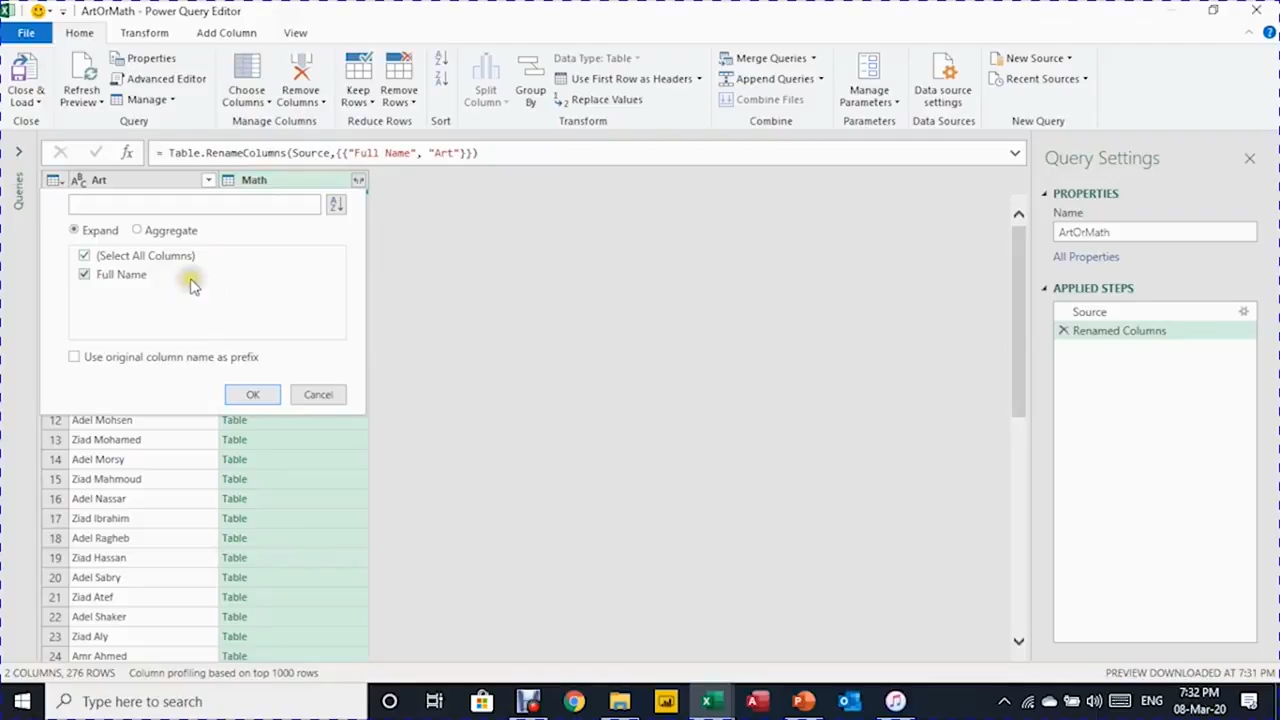 ArtOrMath - Power Query Editor
File Home Transform Add Column View
Close & Load
Close
Refresh Preview
Properties
Advanced Editor
Manage
Query
Choose Columns
Remove Columns
Manage Columns
Keep Rows
Remove Rows
Reduce Rows
Sort
Split Column
Group By
Data Type: Table
Use First Row as Headers
Replace Values
Transform
Merge Queries
Append Queries
Combine Files
Combine
Manage Parameters
Parameters
Data source settings
Data Sources
New Source
Recent Sources
New Query
= Table.RenameColumns(Source,{{"Full Name", "Art"}})
Queries
Art Math
Expand Aggregate
(Select All Columns)
Full Name
Use original column name as prefix
OK Cancel
12 Adel Mohsen Table
13 Ziad Mohamed Table
14 Adel Morsy Table
15 Ziad Mahmoud Table
16 Adel Nassar Table
17 Ziad Ibrahim Table
18 Adel Ragheb Table
19 Ziad Hassan Table
20 Adel Sabry Table
21 Ziad Atef Table
22 Adel Shaker Table
23 Ziad Aly Table
24 Amr Ahmed Table
Query Settings
PROPERTIES
Name
ArtOrMath
All Properties
APPLIED STEPS
Source
Renamed Columns
2 COLUMNS, 276 ROWS Column profiling based on top 1000 rows PREVIEW DOWNLOADED AT 7:31 PM
Type here to search
ENG
7:32 PM
08-Mar-20